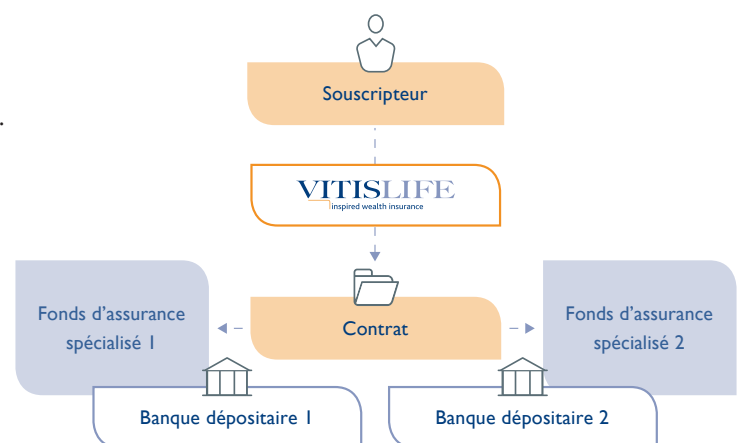 Souscripteur
.
VITISLIFE
inspired wealth insurance
Fonds d’assurance
spécialisé 1
Contrat
Fonds d’assurance
spécialisé 2
Banque dépositaire 1
Banque dépositaire 2